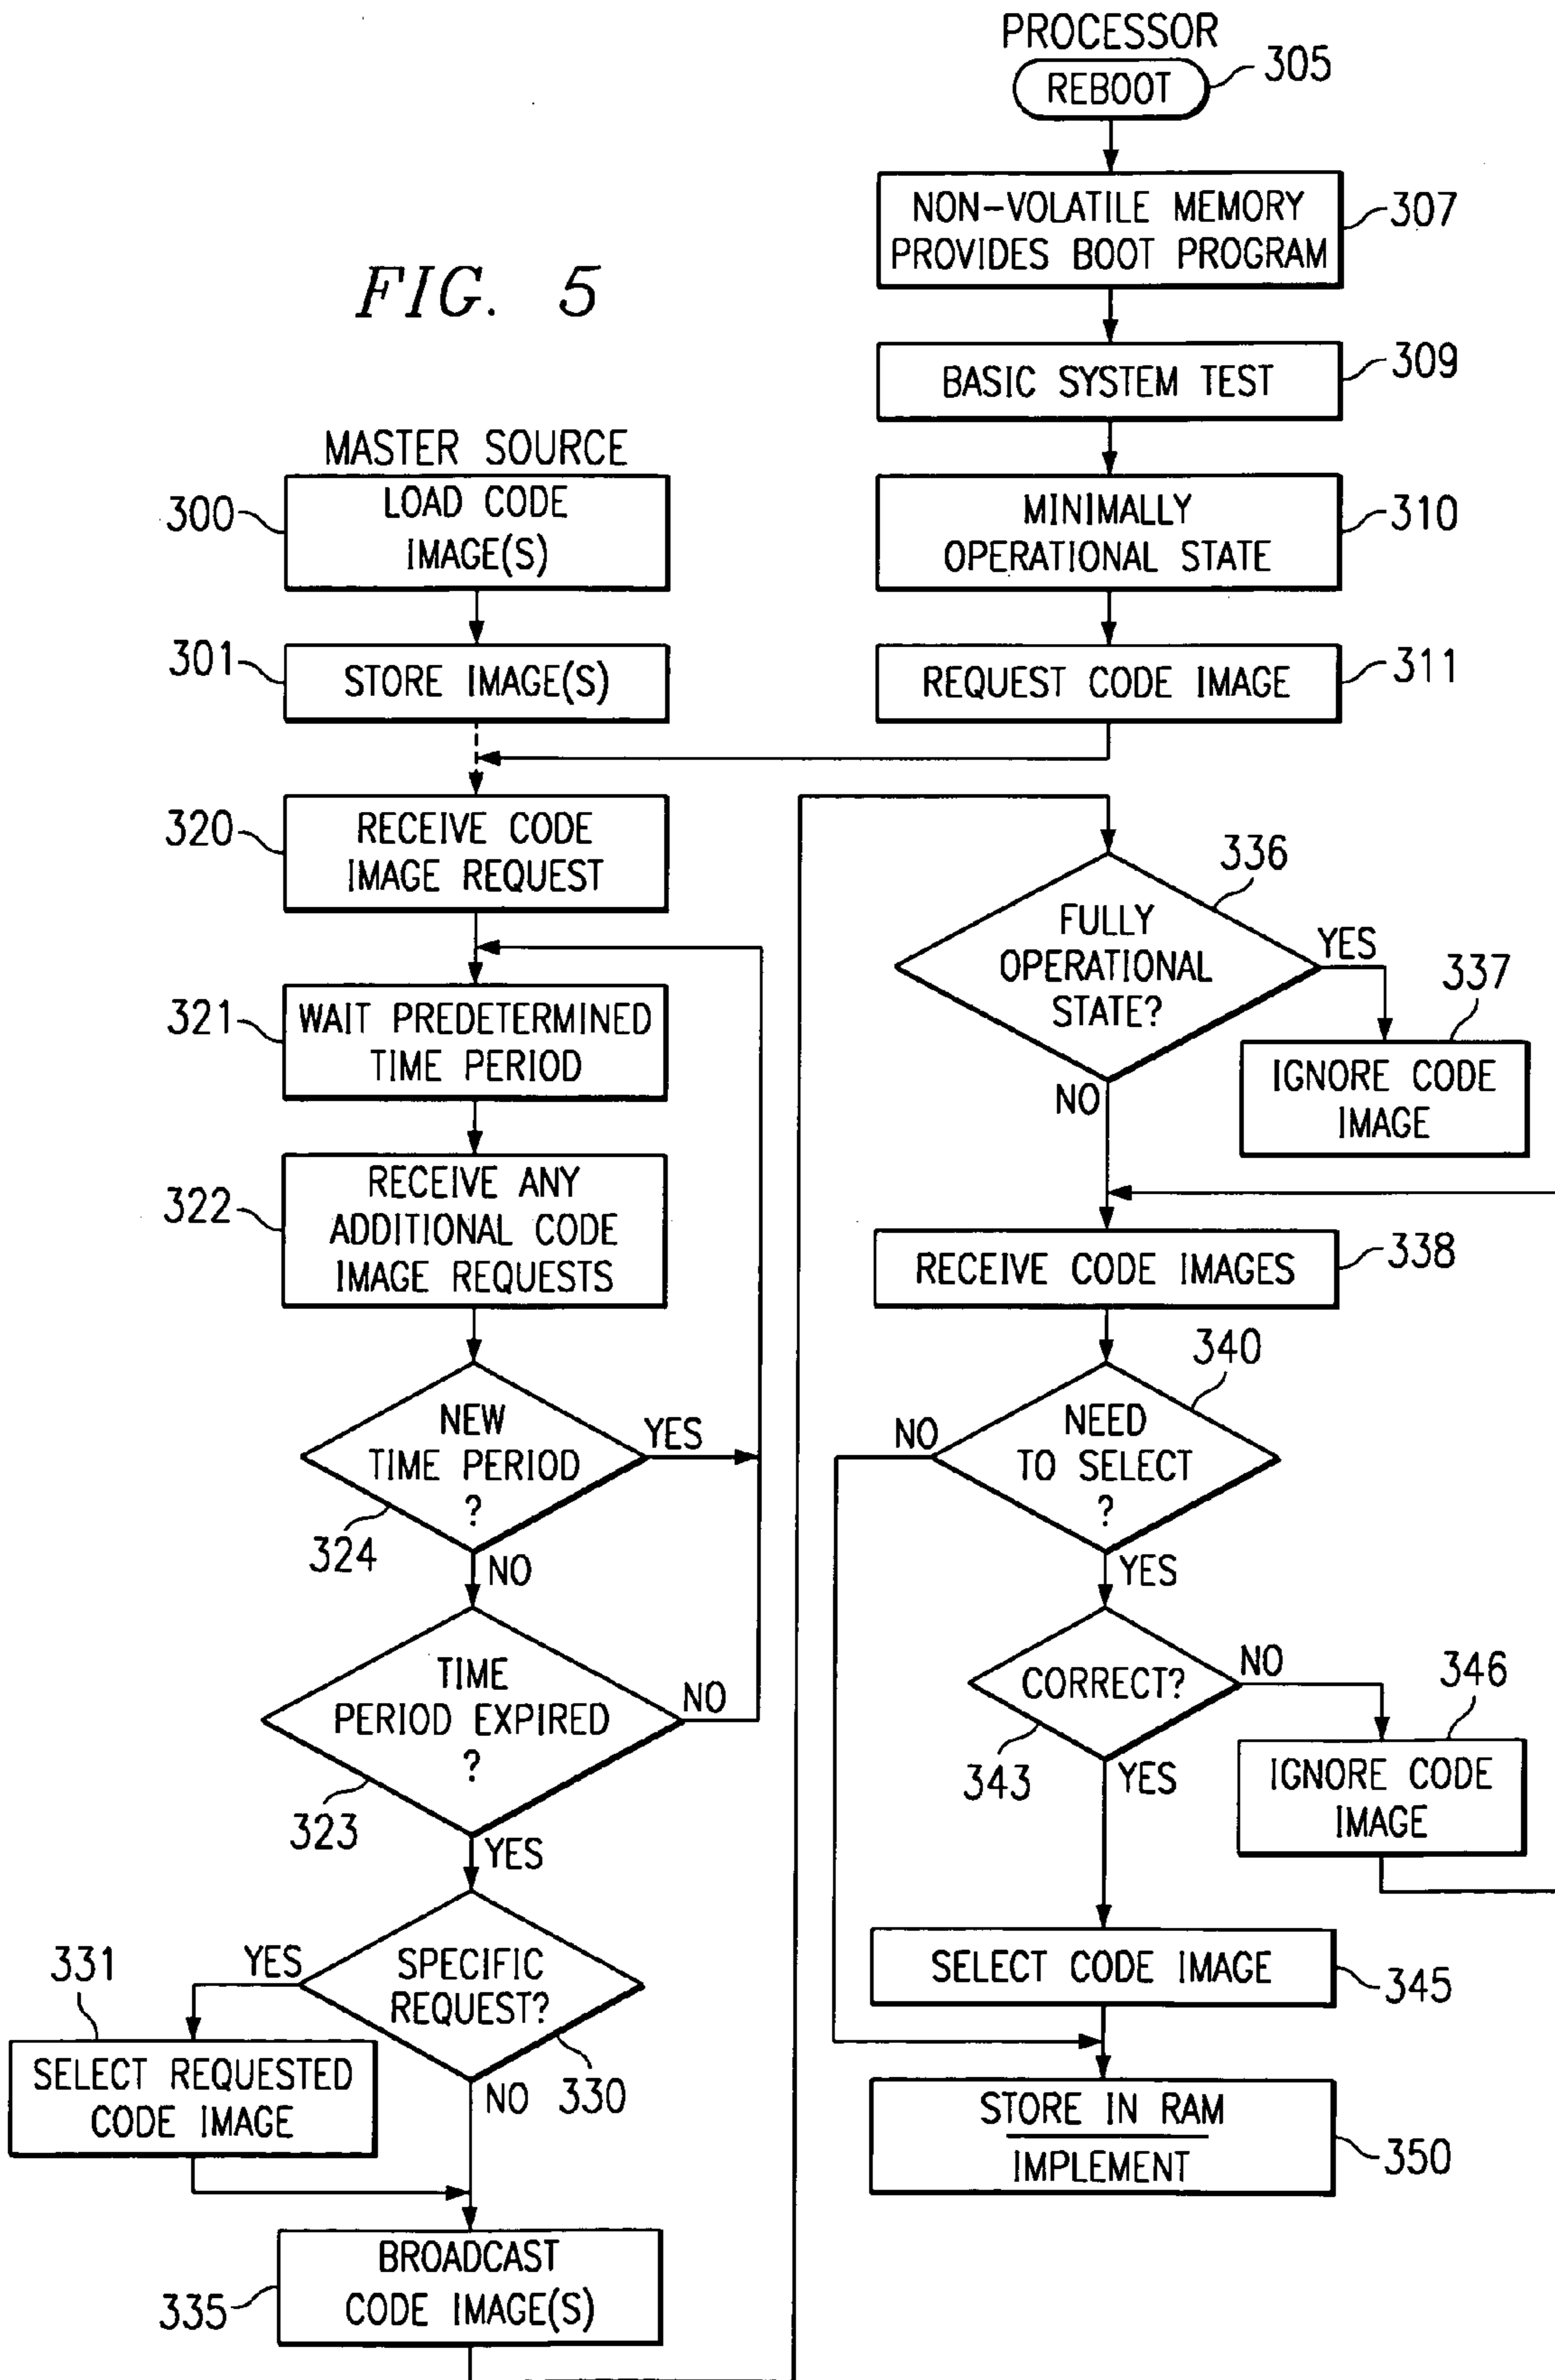 PROCESSOR
REBOOT
305
NON-VOLATILE MEMORY
PROVIDES BOOT PROGRAM
307
FIG. 5
BASIC SYSTEM TEST
309
MINIMALLY
OPERATIONAL STATE
310
REQUEST CODE IMAGE
311
MASTER SOURCE
LOAD CODE
IMAGE(S)
300
STORE IMAGE(S)
301
RECEIVE CODE
IMAGE REQUEST
320
WAIT PREDETERMINED
TIME PERIOD
321
RECEIVE ANY
ADDITIONAL CODE
IMAGE REQUESTS
322
NEW
TIME PERIOD
?
324
YES
NO
TIME
PERIOD EXPIRED
?
323
NO
YES
SPECIFIC
REQUEST?
330
YES
NO
331
SELECT REQUESTED
CODE IMAGE
BROADCAST
CODE IMAGE(S)
335
336
FULLY
OPERATIONAL
STATE?
YES
NO
337
IGNORE CODE
IMAGE
RECEIVE CODE IMAGES
338
340
NEED
TO SELECT
?
NO
YES
CORRECT?
343
NO
YES
346
IGNORE CODE
IMAGE
SELECT CODE IMAGE
345
STORE IN RAM
IMPLEMENT
350